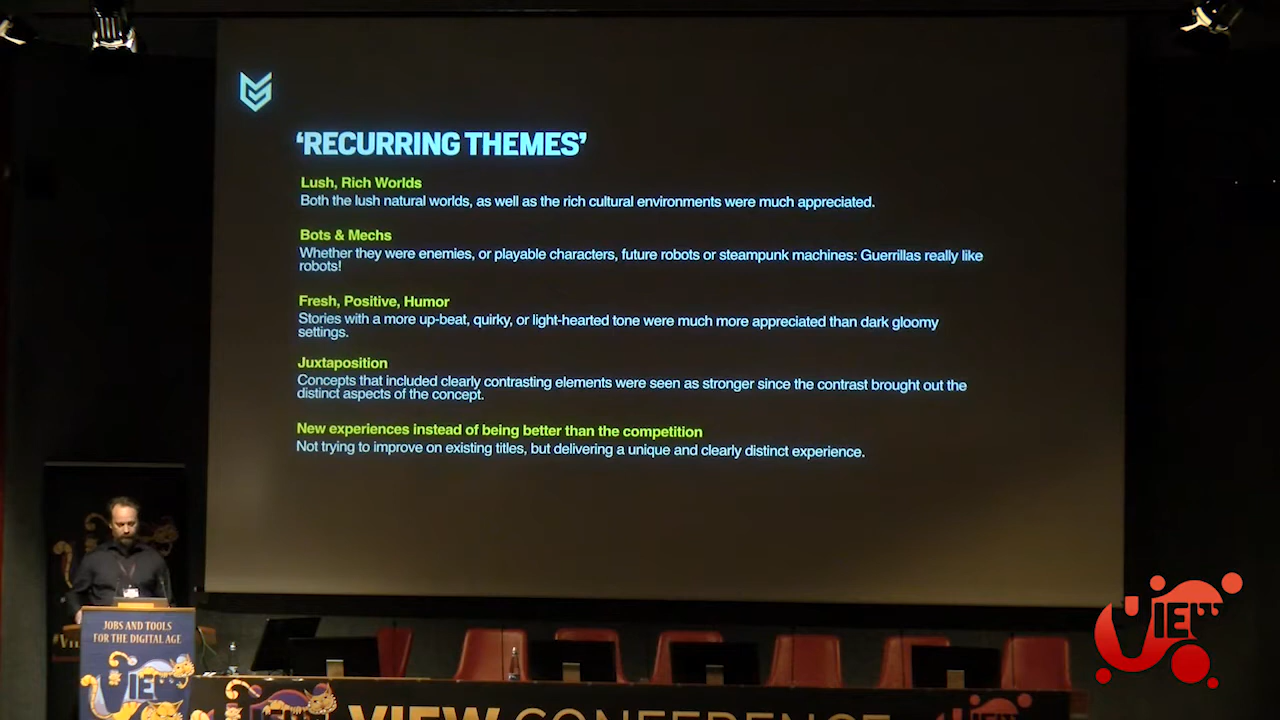 ‘RECURRING THEMES’
Lush, Rich Worlds
Both the lush natural worlds, as well as the rich cultural environments were much appreciated.
Bots & Mechs
Whether they were enemies, or playable characters, future robots or steampunk machines: Guerrillas really like
robots!
Fresh, Positive, Humor
Stories with a more up-beat, quirky, or light-hearted tone were much more appreciated than dark gloomy
settings.
Juxtaposition
Concepts that included clearly contrasting elements were seen as stronger since the contrast brought out the
distinct aspects of the concept.
New experiences instead of being better than the competition
Not trying to improve on existing titles, but delivering a unique and clearly distinct experience.
JOBS AND TOOLS
FOR THE DIGITAL AGE
VIEW
VIEW CONFERENCE
VIEW